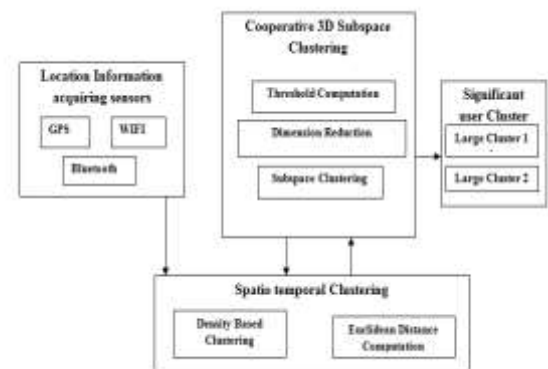 Cooperative 3D Subspace
Clustering
Location Information
acquiring sensors
GPS
WIFI
Bluetooth
Threshold Computation
Dimension Reduction
Subspace Clustering
Significant
user Cluster
Large Cluster 1
.
Large Cluster 2
Spatio temporal Clustering
Density Based
Clustering
Euclidean Distance
Computation